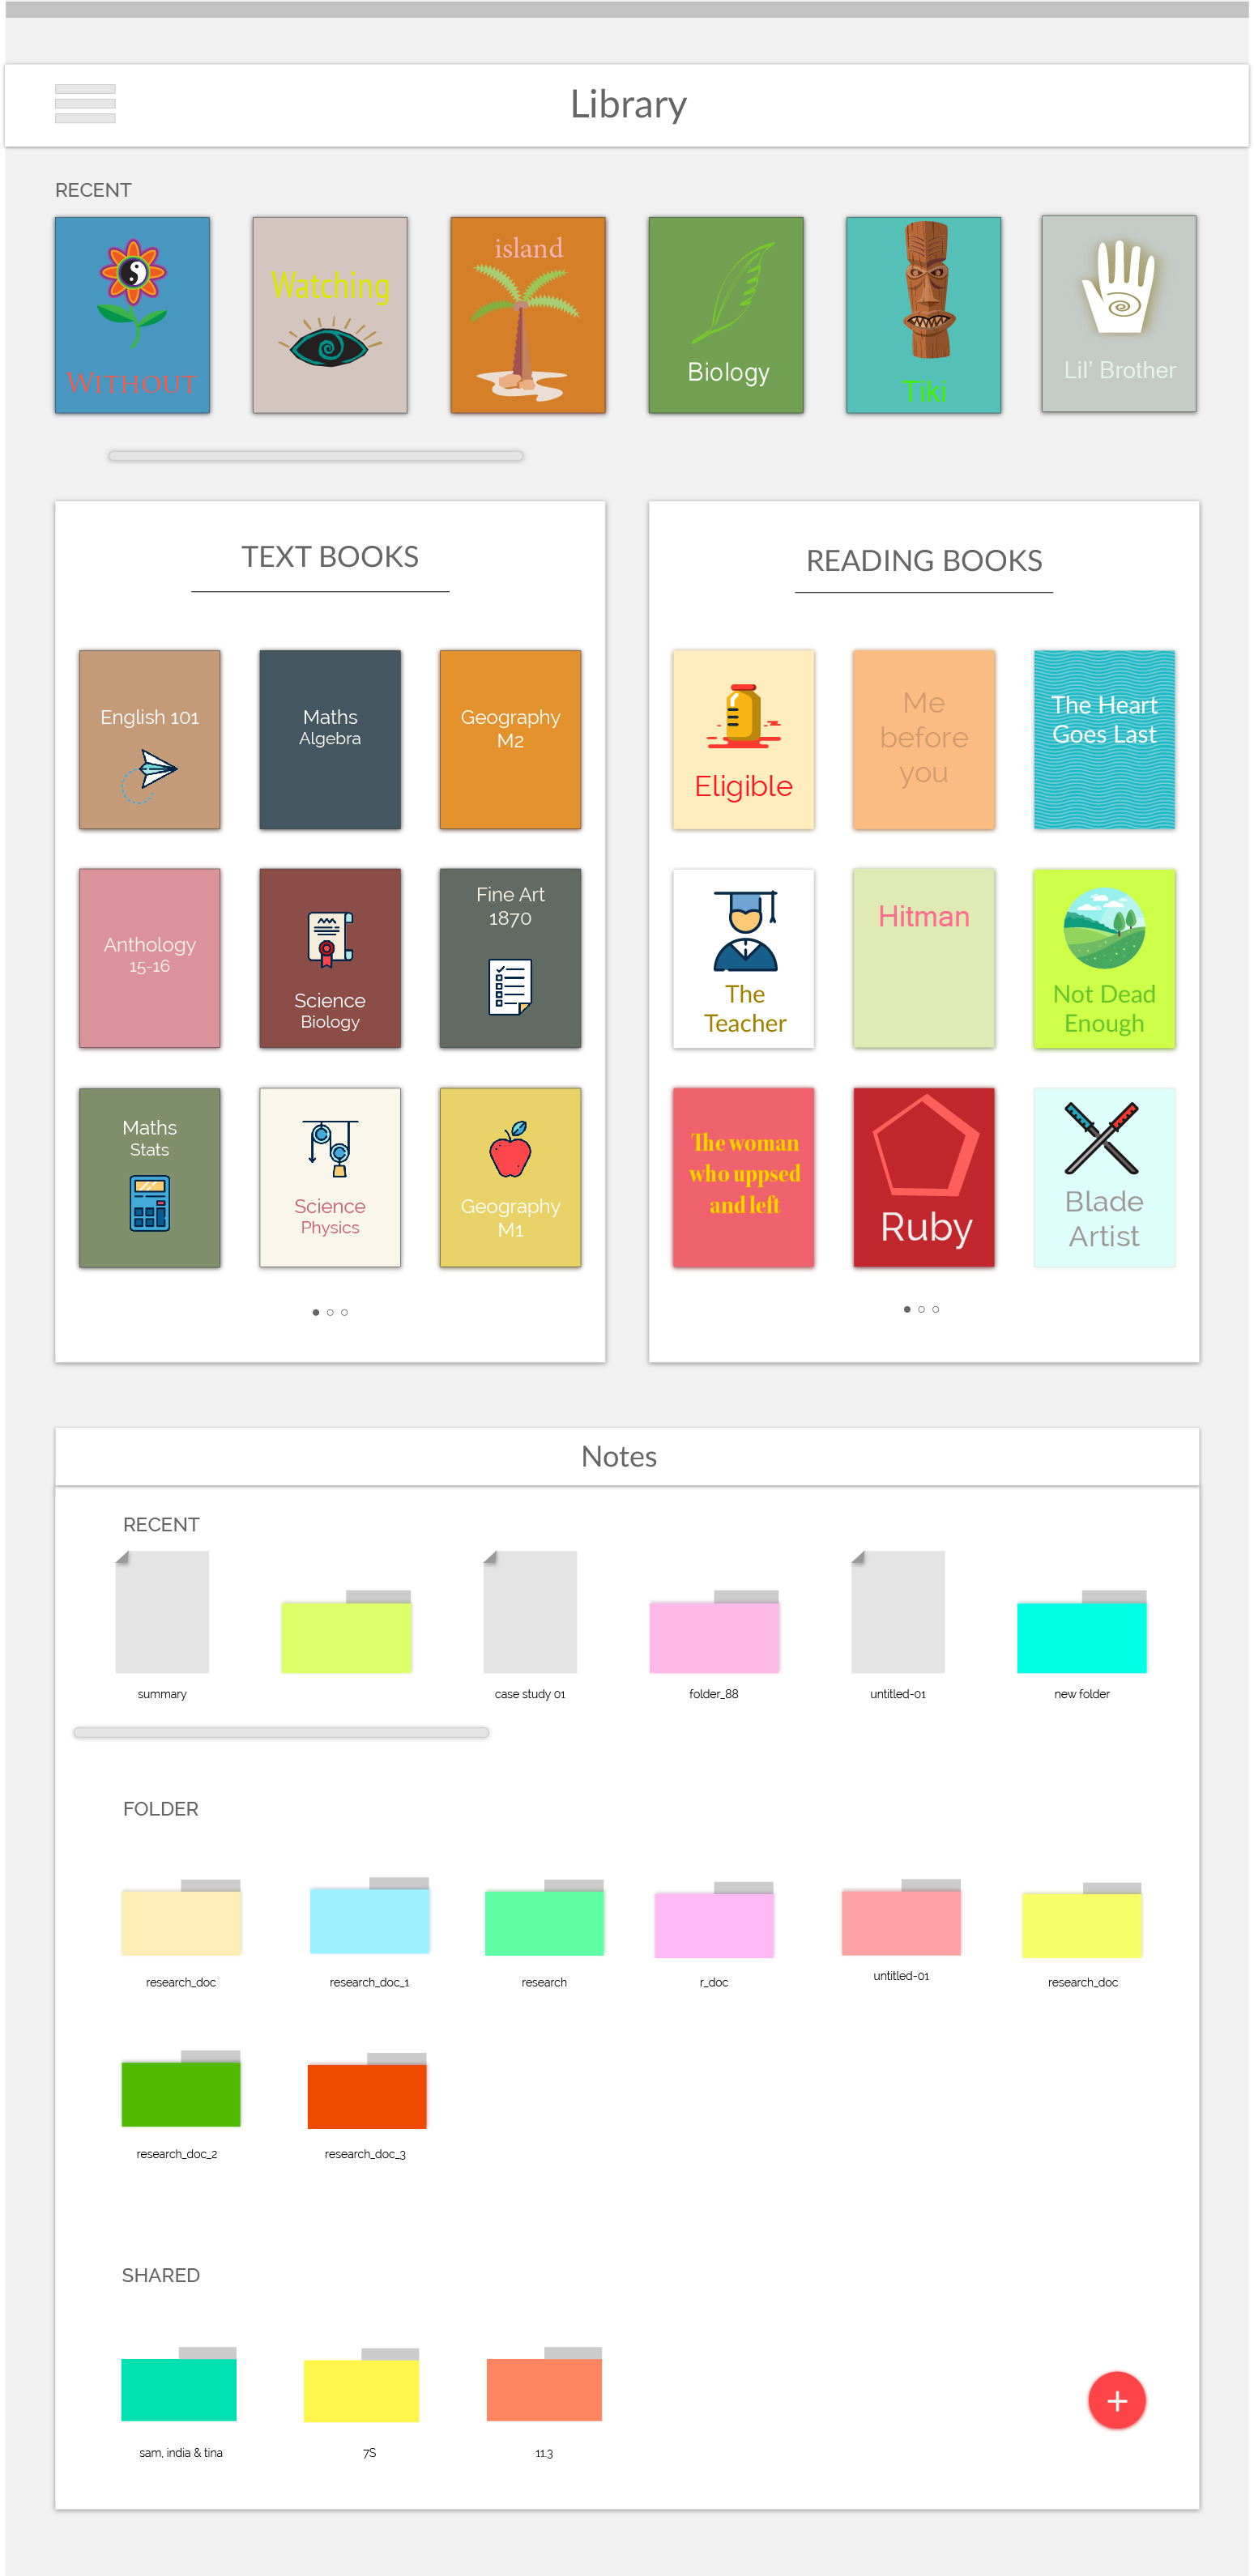 Library
RECENT
WITHOUT
Watching
island
Biology
Tiki
Lil' Brother
TEXT BOOKS
English 101
Maths
Algebra
Geography
M2
Anthology
15-16
Science
Biology
Fine Art
1870
Maths
Stats
Science
Physics
Geography
M1
READING BOOKS
Eligible
Me
before
you
The Heart
Goes Last
The
Teacher
Hitman
Not Dead
Enough
The woman
who uppsed
and left
Ruby
Blade
Artist
Notes
RECENT
summary
case study 01
folder_88
untitled-01
new folder
FOLDER
research_doc
research_doc_1
research
r_doc
untitled-01
research_doc
research_doc_2
research_doc_3
SHARED
sam, india & tina
7S
11.3
+